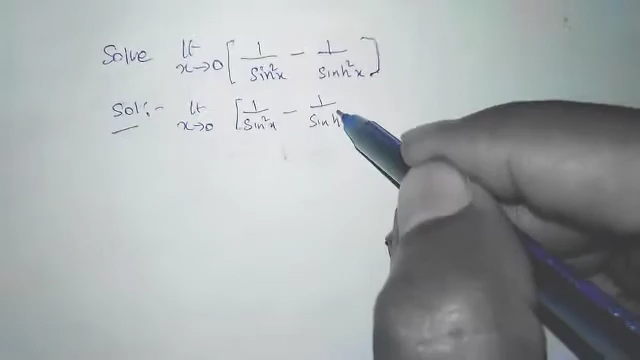 Solve lt x→0 [ 1/sin²x − 1/sinh²x ]
Sol:- lt x→0 [ 1/sin²x − 1/sinh